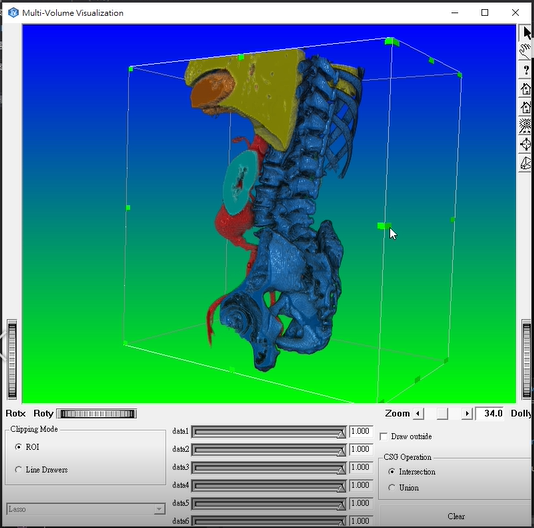 Multi-Volume Visualization
?
Rotx Roty
Zoom 34.0 Dolly
Clipping Mode
ROI
Line Drawers
Lasso
data1 1.000
data2 1.000
data3 1.000
data4 1.000
data5 1.000
data6 1.000
Draw outside
CSG Operation
Intersection
Union
Clear